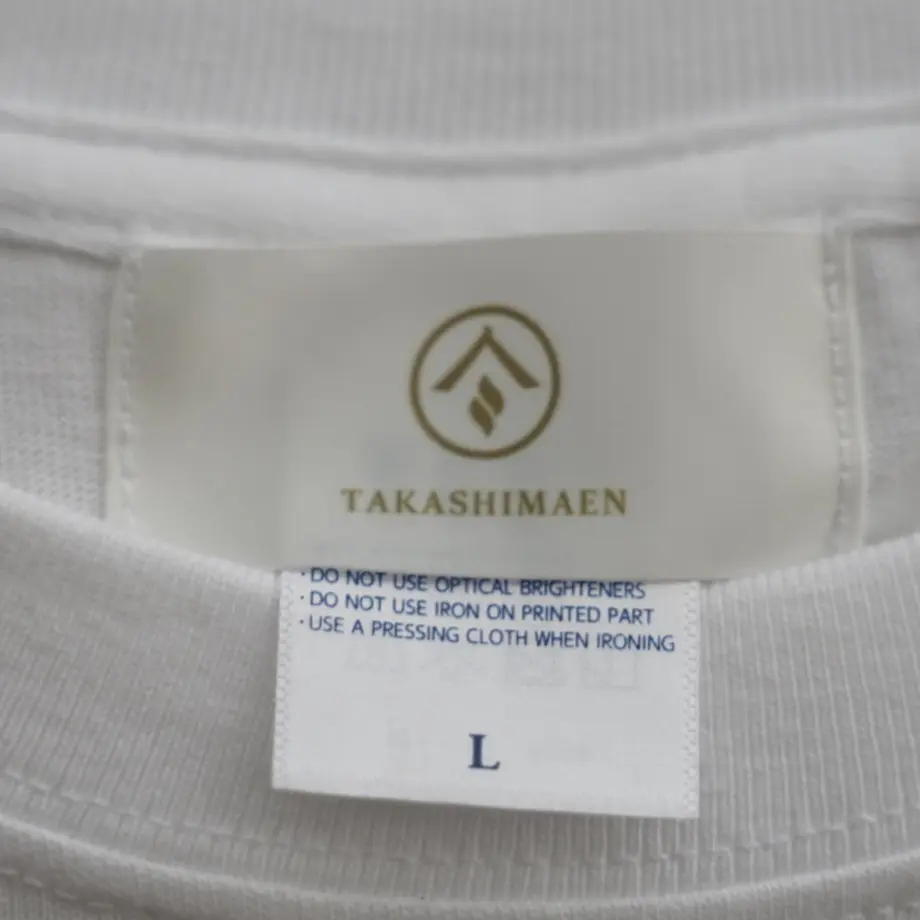 TAKASHIMAEN
・DO NOT USE OPTICAL BRIGHTENERS
・DO NOT USE IRON ON PRINTED PART
・USE A PRESSING CLOTH WHEN IRONING
L